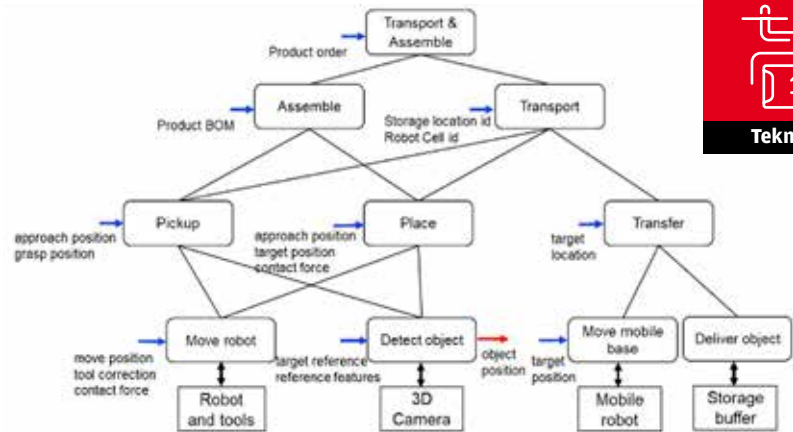 Transport &
Assemble
Product order
Assemble
Transport
Product BOM
Storage location id
Robot Cell id
Tekn
Pickup
Place
Transfer
approach position
grasp position
approach position
target position
contact force
target
location
Move robot
Detect object
Move mobile
base
Deliver object
move position
tool correction
contact force
target reference
reference features
object
position
target
position
Robot
and tools
3D
Camera
Mobile
robot
Storage
buffer